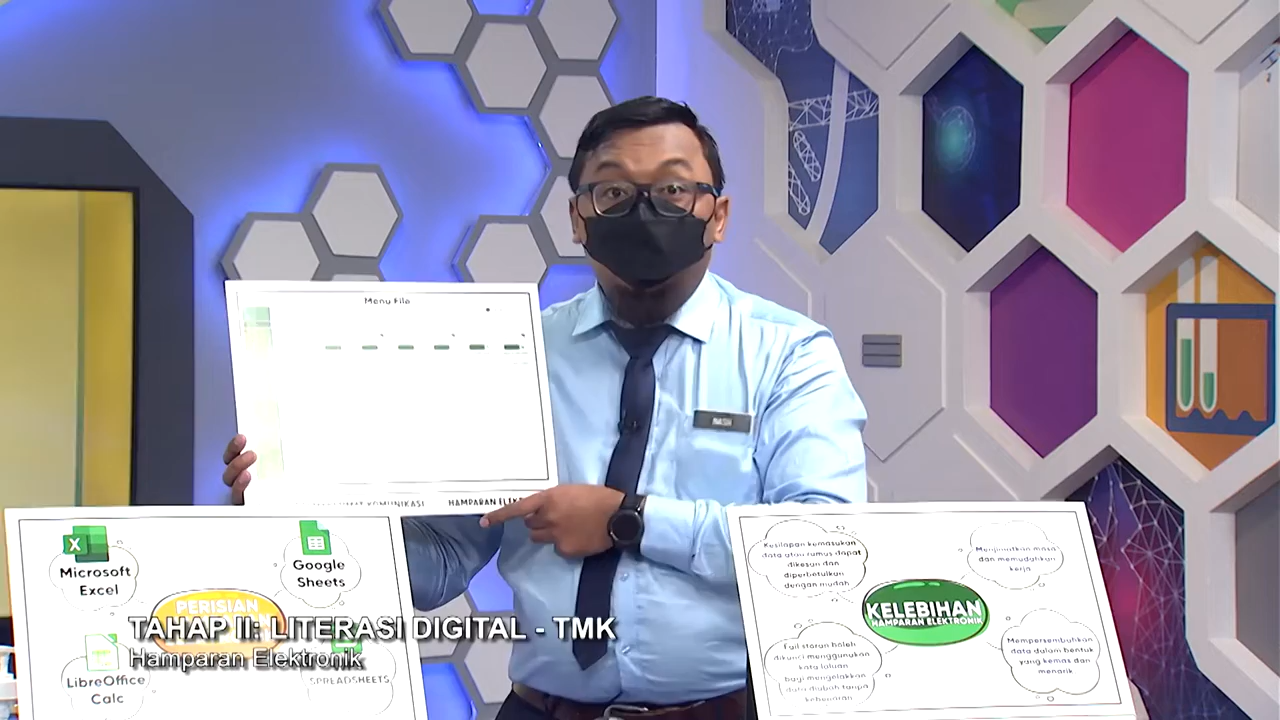 Menu File
KOMUNIKASI
HAMPARAN
Microsoft
Excel
Google
Sheets
PERISIAN
LibreOffice
Calc
SPREADSHEETS
TAHAP II: LITERASI DIGITAL - TMK
Hamparan Elektronik
Kesilapan kemasukan
data atau rumus dapat
dikesan dan
diperbetulkan
dengan mudah
Menjimatkan masa
dan memudahkan
kerja
KELEBIHAN
HAMPARAN ELEKTRONIK
Fail storan boleh
dikunci menggunakan
kata laluan
bagi mengelakkan
data diubah tanpa
kebenaran
Mempersembahkan
data dalam bentuk
yang kemas dan
menarik